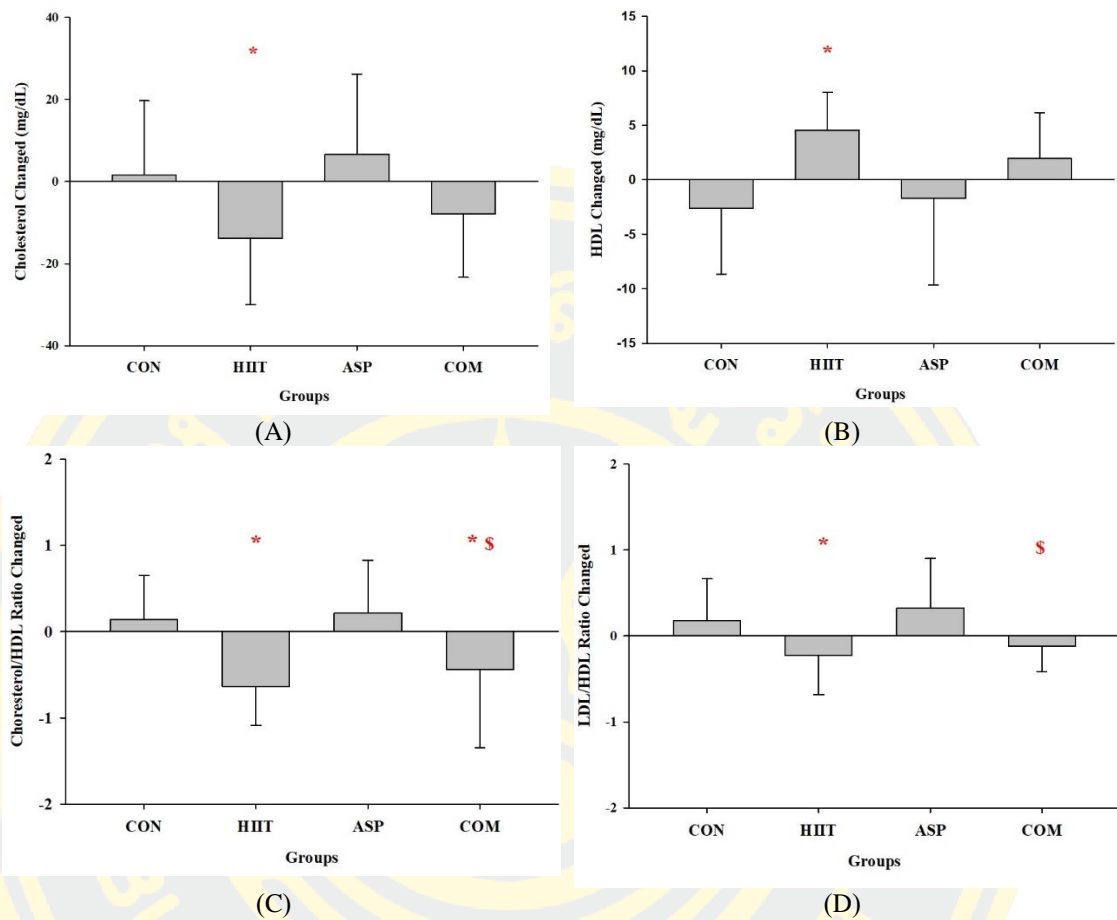 Cholesterol Changed (mg/dL)
40
20
0
-20
-40
*
CON HIIT ASP COM
Groups
(A)
HDL Changed (mg/dL)
15
10
5
0
-5
-10
-15
*
CON HIIT ASP COM
Groups
(B)
Choresterol/HDL Ratio Changed
2
1
0
-1
-2
*
* $
CON HIIT ASP COM
Groups
(C)
LDL/HDL Ratio Changed
2
1
0
-1
-2
*
$
CON HIIT ASP COM
Groups
(D)